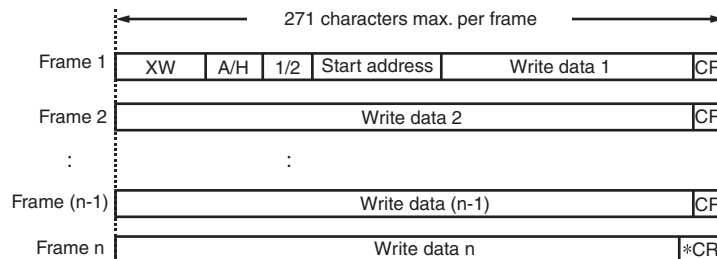 271 characters max. per frame
Frame 1 XW A/H 1/2 Start address Write data 1 CR
Frame 2 Write data 2 CR
: :
Frame (n-1) Write data (n-1) CR
Frame n Write data n *CR